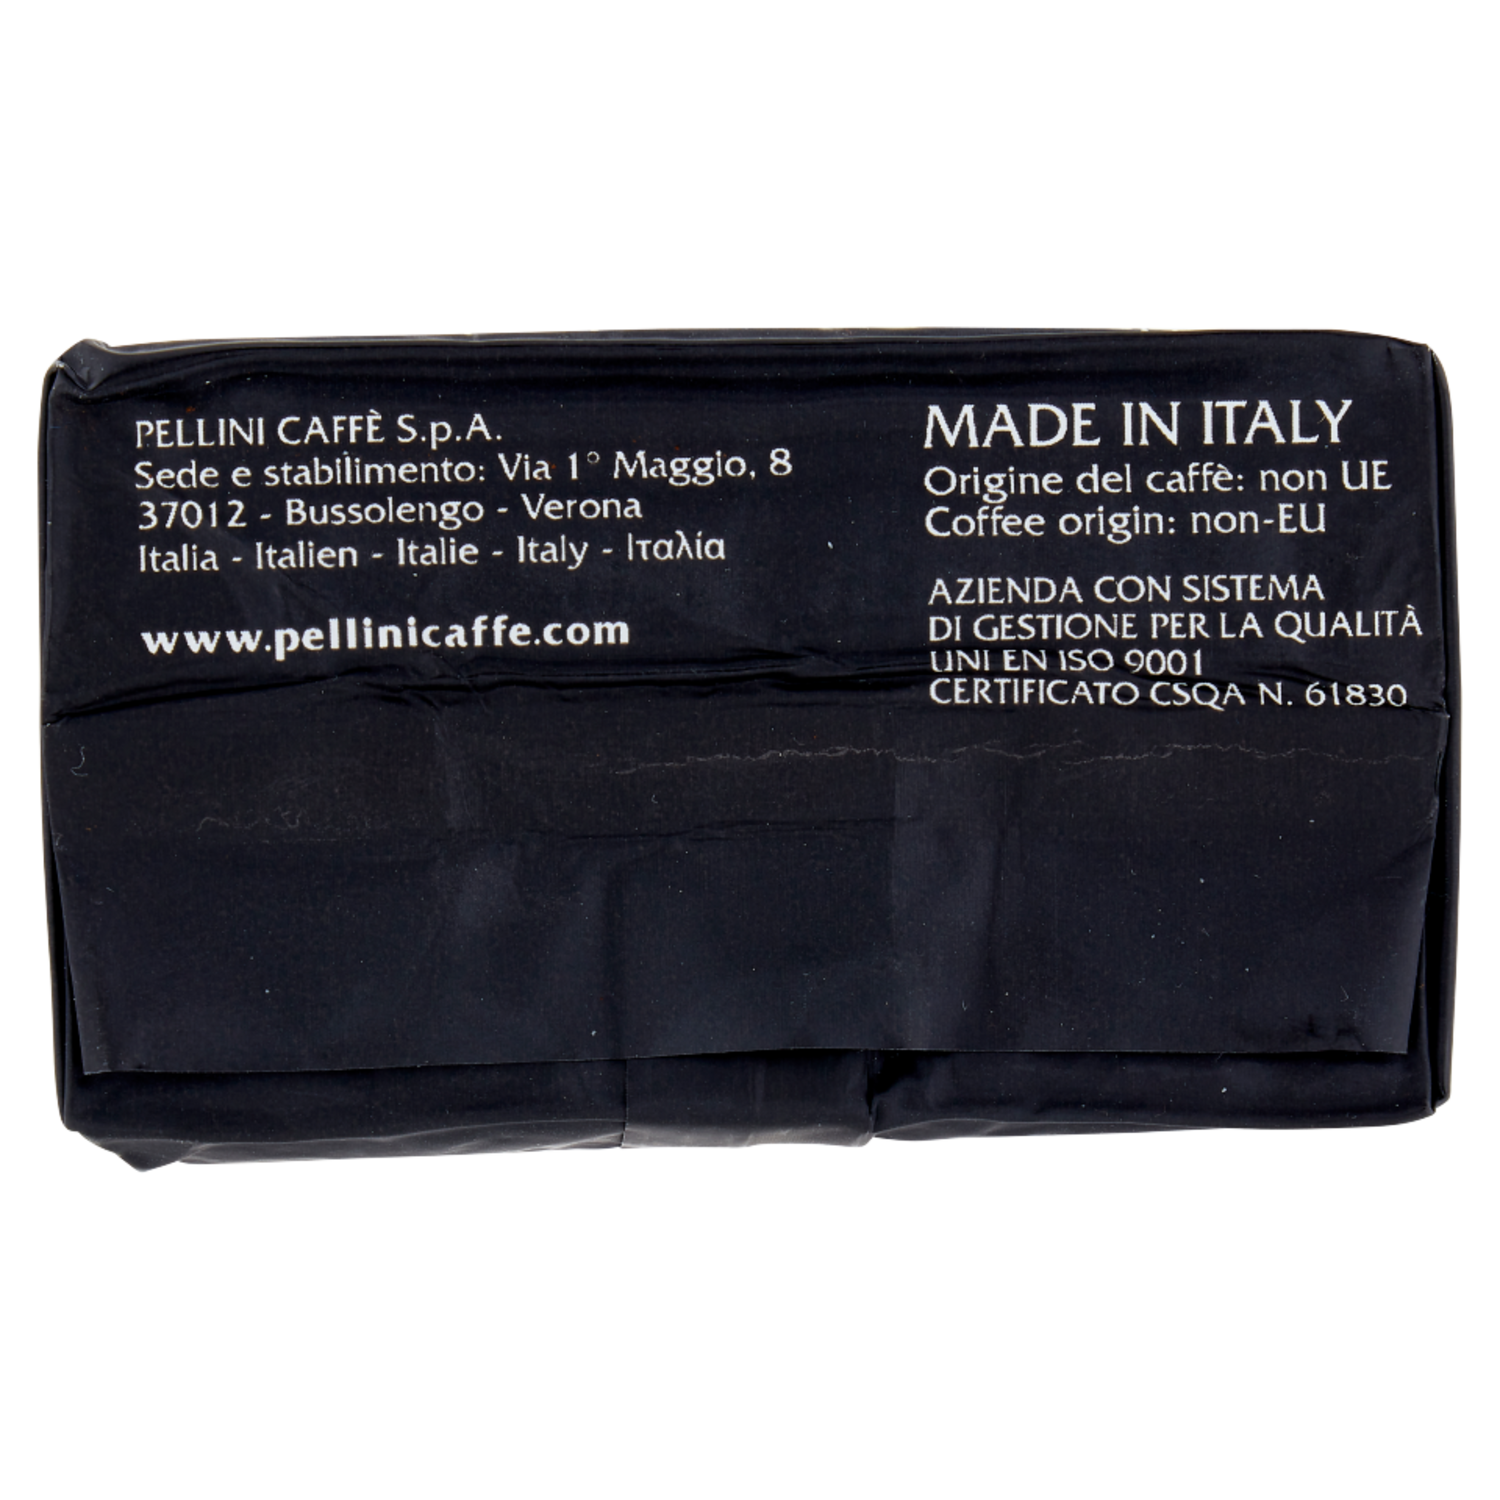 PELLINI CAFFÈ S.p.A.
Sede e stabilimento: Via 1° Maggio, 8
37012 - Bussolengo - Verona
Italia - Italien - Italie - Italy - Ιταλία
www.pellinicaffe.com
MADE IN ITALY
Origine del caffè: non UE
Coffee origin: non-EU
AZIENDA CON SISTEMA
DI GESTIONE PER LA QUALITÀ
UNI EN ISO 9001
CERTIFICATO CSQA N. 61830